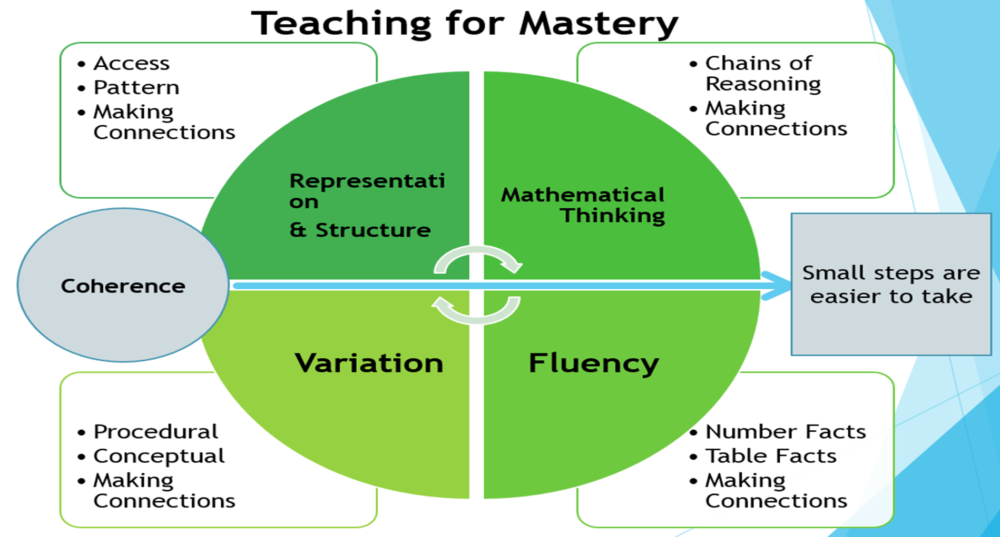 Teaching for Mastery
• Access
• Pattern
• Making
Connections
• Chains of
Reasoning
• Making
Connections
Representati
on
& Structure
Mathematical
Thinking
Coherence
Small steps are
easier to take
Variation
Fluency
• Procedural
• Conceptual
• Making
Connections
• Number Facts
• Table Facts
• Making
Connections